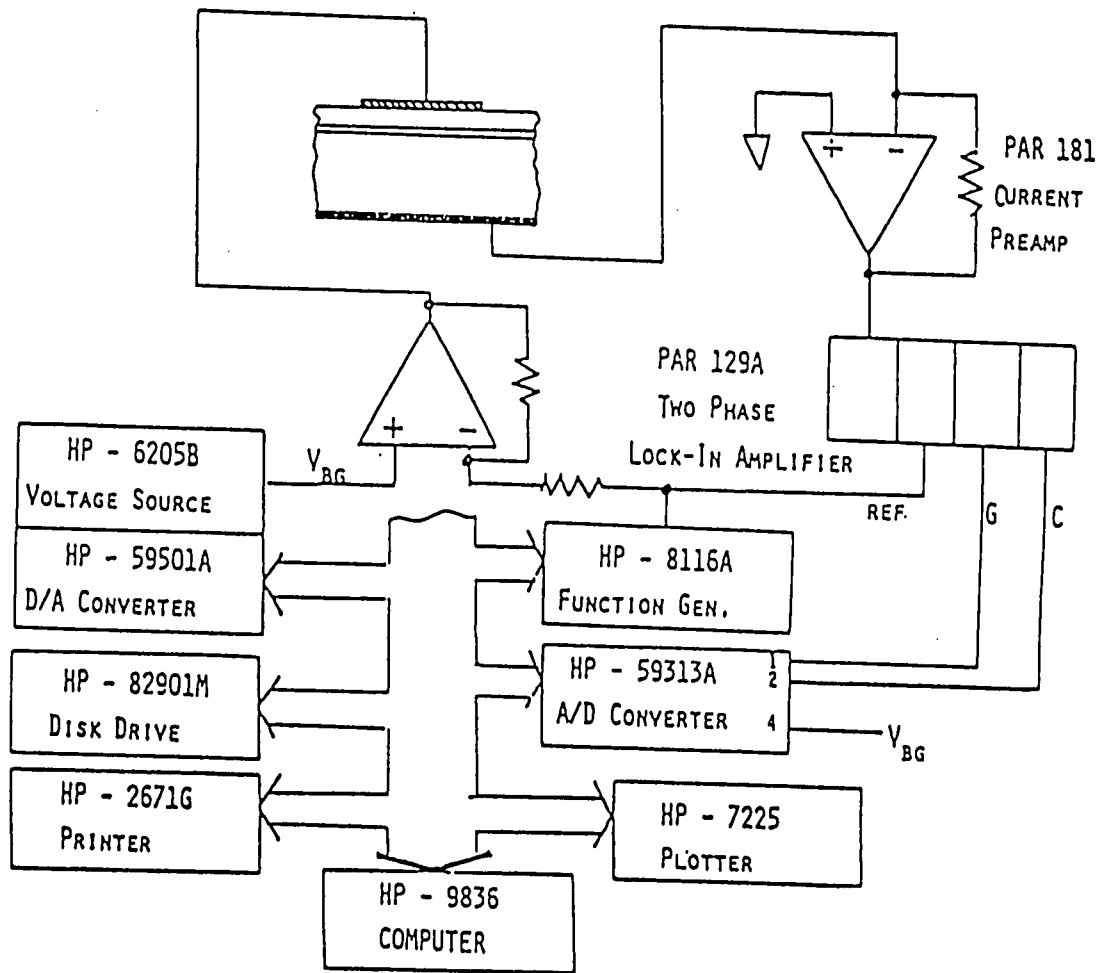 + -
PAR 181
CURRENT
PREAMP
PAR 129A
TWO PHASE
LOCK-IN AMPLIFIER
+ -
HP - 6205B
VOLTAGE SOURCE
V_BG
REF.
G
C
HP - 59501A
D/A CONVERTER
HP - 8116A
FUNCTION GEN.
HP - 82901M
DISK DRIVE
HP - 59313A
A/D CONVERTER
1
2
4
V_BG
HP - 2671G
PRINTER
HP - 7225
PLOTTER
HP - 9836
COMPUTER